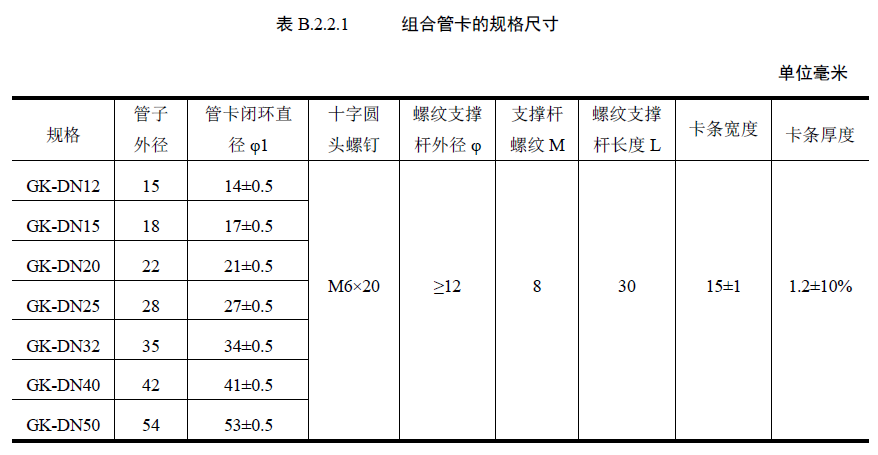 表 B.2.2.1 组合管卡的规格尺寸
单位毫米
规格 管子外径 管卡闭环直径 φ1 十字圆头螺钉 螺纹支撑杆外径 φ 支撑杆螺纹 M 螺纹支撑杆长度 L 卡条宽度 卡条厚度
GK-DN12 15 14±0.5
GK-DN15 18 17±0.5
GK-DN20 22 21±0.5
GK-DN25 28 27±0.5 M6×20 ≥12 8 30 15±1 1.2±10%
GK-DN32 35 34±0.5
GK-DN40 42 41±0.5
GK-DN50 54 53±0.5